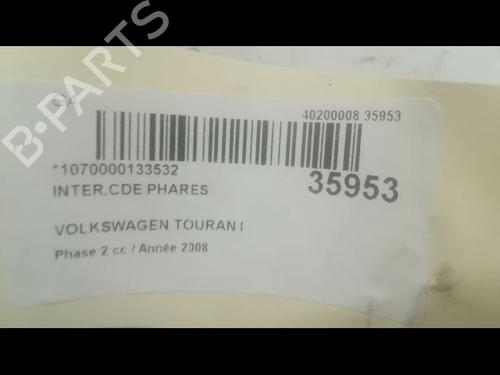 B-PARTS
40200008 35953
*1070000133532
INTER.CDE PHARES
35953
VOLKSWAGEN TOURAN I
Phase 2 cc / Année 2008